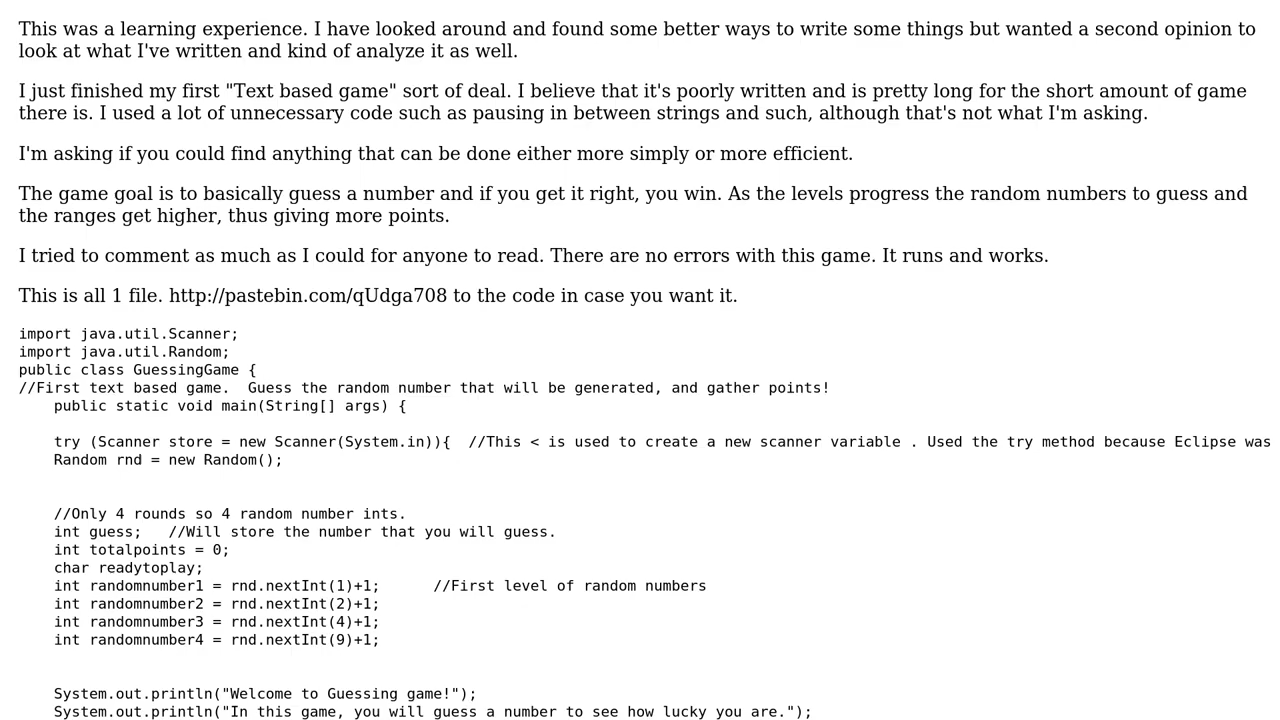 This was a learning experience. I have looked around and found some better ways to write some things but wanted a second opinion to
look at what I've written and kind of analyze it as well.
I just finished my first "Text based game" sort of deal. I believe that it's poorly written and is pretty long for the short amount of game
there is. I used a lot of unnecessary code such as pausing in between strings and such, although that's not what I'm asking.
I'm asking if you could find anything that can be done either more simply or more efficient.
The game goal is to basically guess a number and if you get it right, you win. As the levels progress the random numbers to guess and
the ranges get higher, thus giving more points.
I tried to comment as much as I could for anyone to read. There are no errors with this game. It runs and works.
This is all 1 file. http://pastebin.com/qUdga708 to the code in case you want it.
import java.util.Scanner;
import java.util.Random;
public class GuessingGame {
//First text based game.  Guess the random number that will be generated, and gather points!
    public static void main(String[] args) {
    try (Scanner store = new Scanner(System.in)){  //This < is used to create a new scanner variable . Used the try method because Eclipse was
    Random rnd = new Random();
    //Only 4 rounds so 4 random number ints.
    int guess;   //Will store the number that you will guess.
    int totalpoints = 0;
    char readytoplay;
    int randomnumber1 = rnd.nextInt(1)+1;      //First level of random numbers
    int randomnumber2 = rnd.nextInt(2)+1;
    int randomnumber3 = rnd.nextInt(4)+1;
    int randomnumber4 = rnd.nextInt(9)+1;
    System.out.println("Welcome to Guessing game!");
    System.out.println("In this game, you will guess a number to see how lucky you are.");